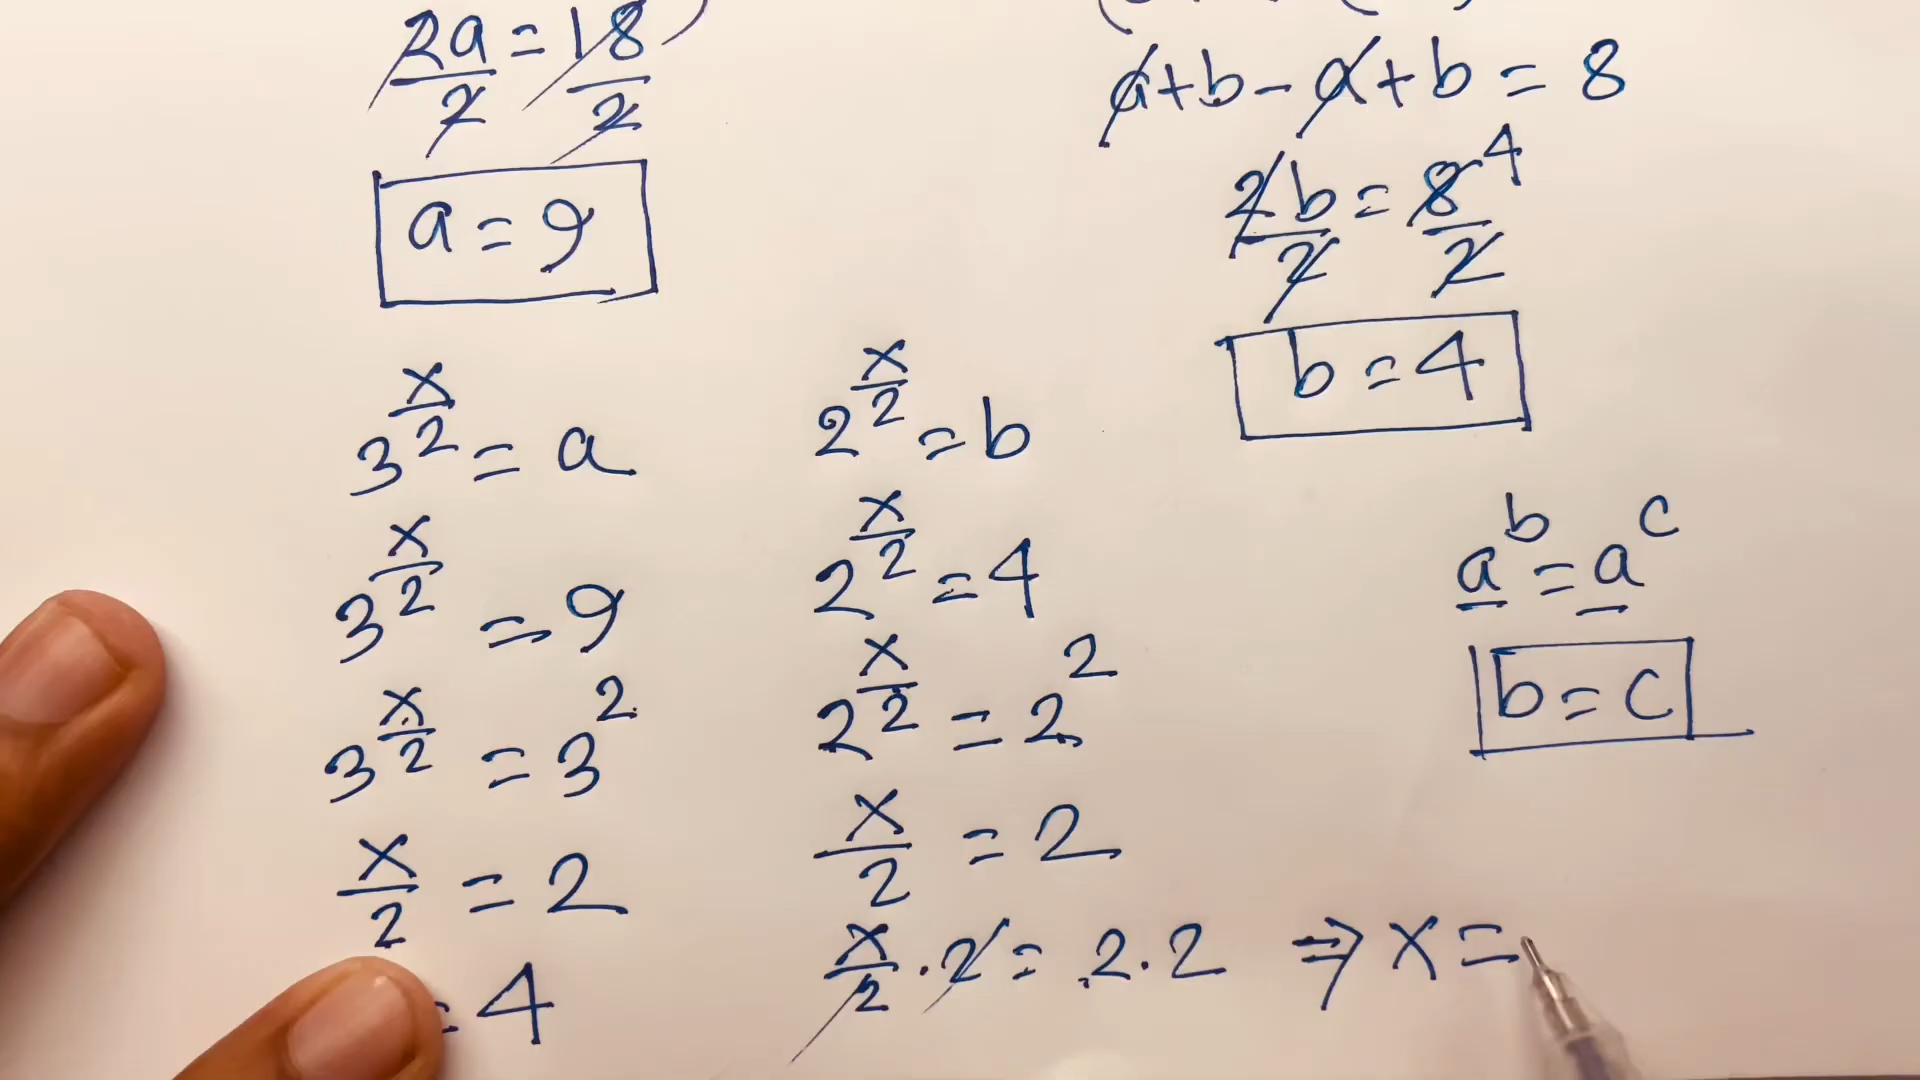 2a/2 = 18/2
a = 9
3^(x/2) = a
3^(x/2) = 9
3^(x/2) = 3^2
x/2 = 2
= 4
2^(x/2) = b
2^(x/2) = 4
2^(x/2) = 2^2
x/2 = 2
x/2 · 2 = 2 · 2 ⇒ x =
a + b - a + b = 8
2b/2 = 8/2 4
b = 4
a^b = a^c
b = c